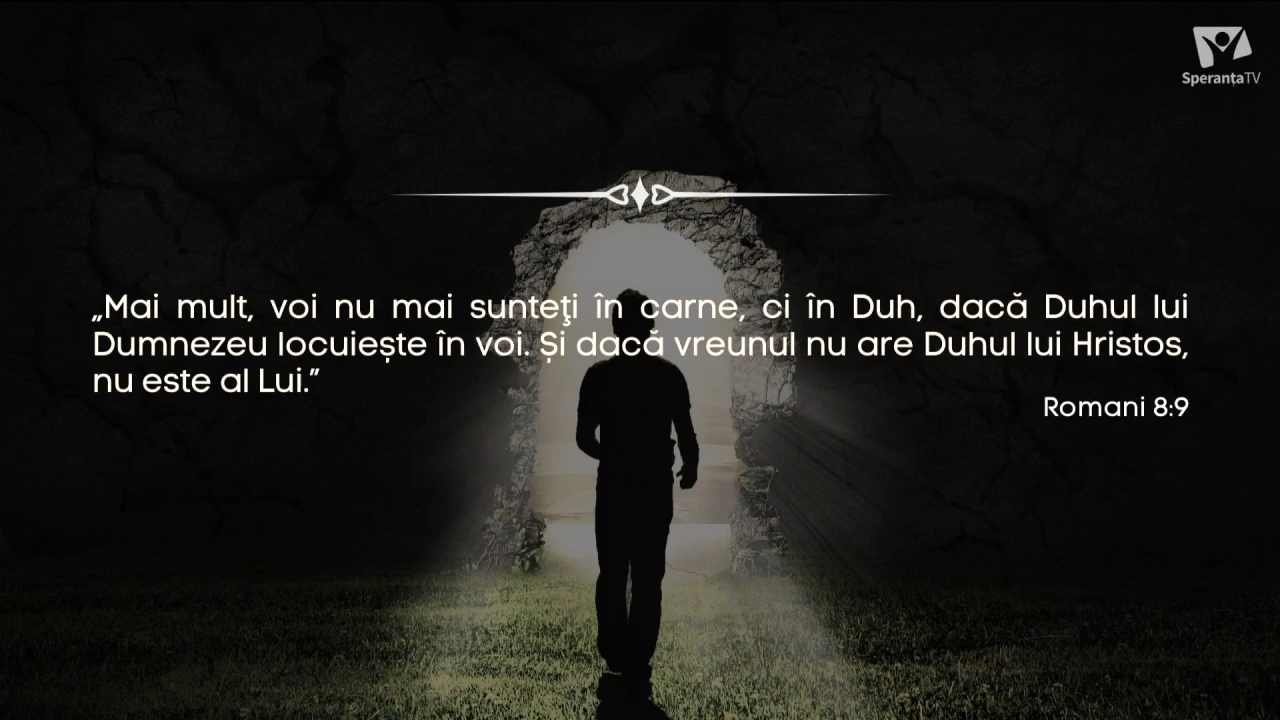 SperanțaTV
„Mai mult, voi nu mai sunteţi în carne, ci în Duh, dacă Duhul lui
Dumnezeu locuiește în voi. Și dacă vreunul nu are Duhul lui Hristos,
nu este al Lui.”
Romani 8:9